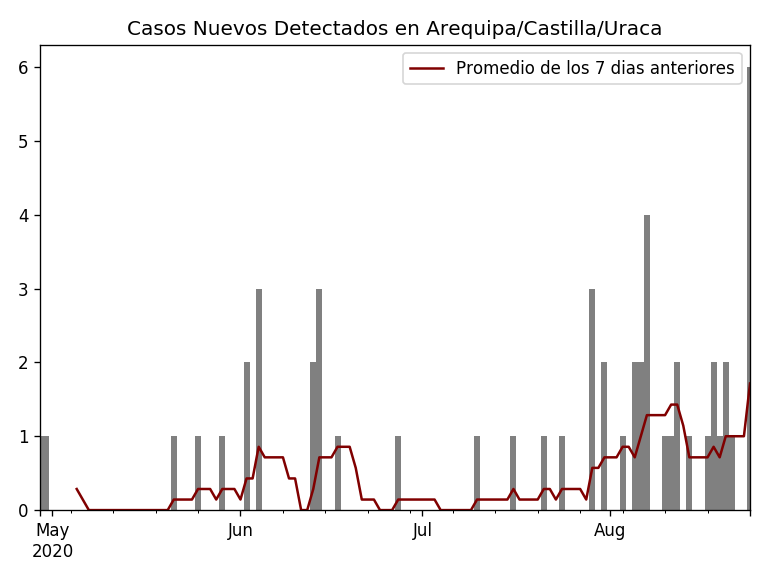 Casos Nuevos Detectados en Arequipa/Castilla/Uraca
Promedio de los 7 dias anteriores
6
5
4
3
2
1
0
May Jun Jul Aug
2020